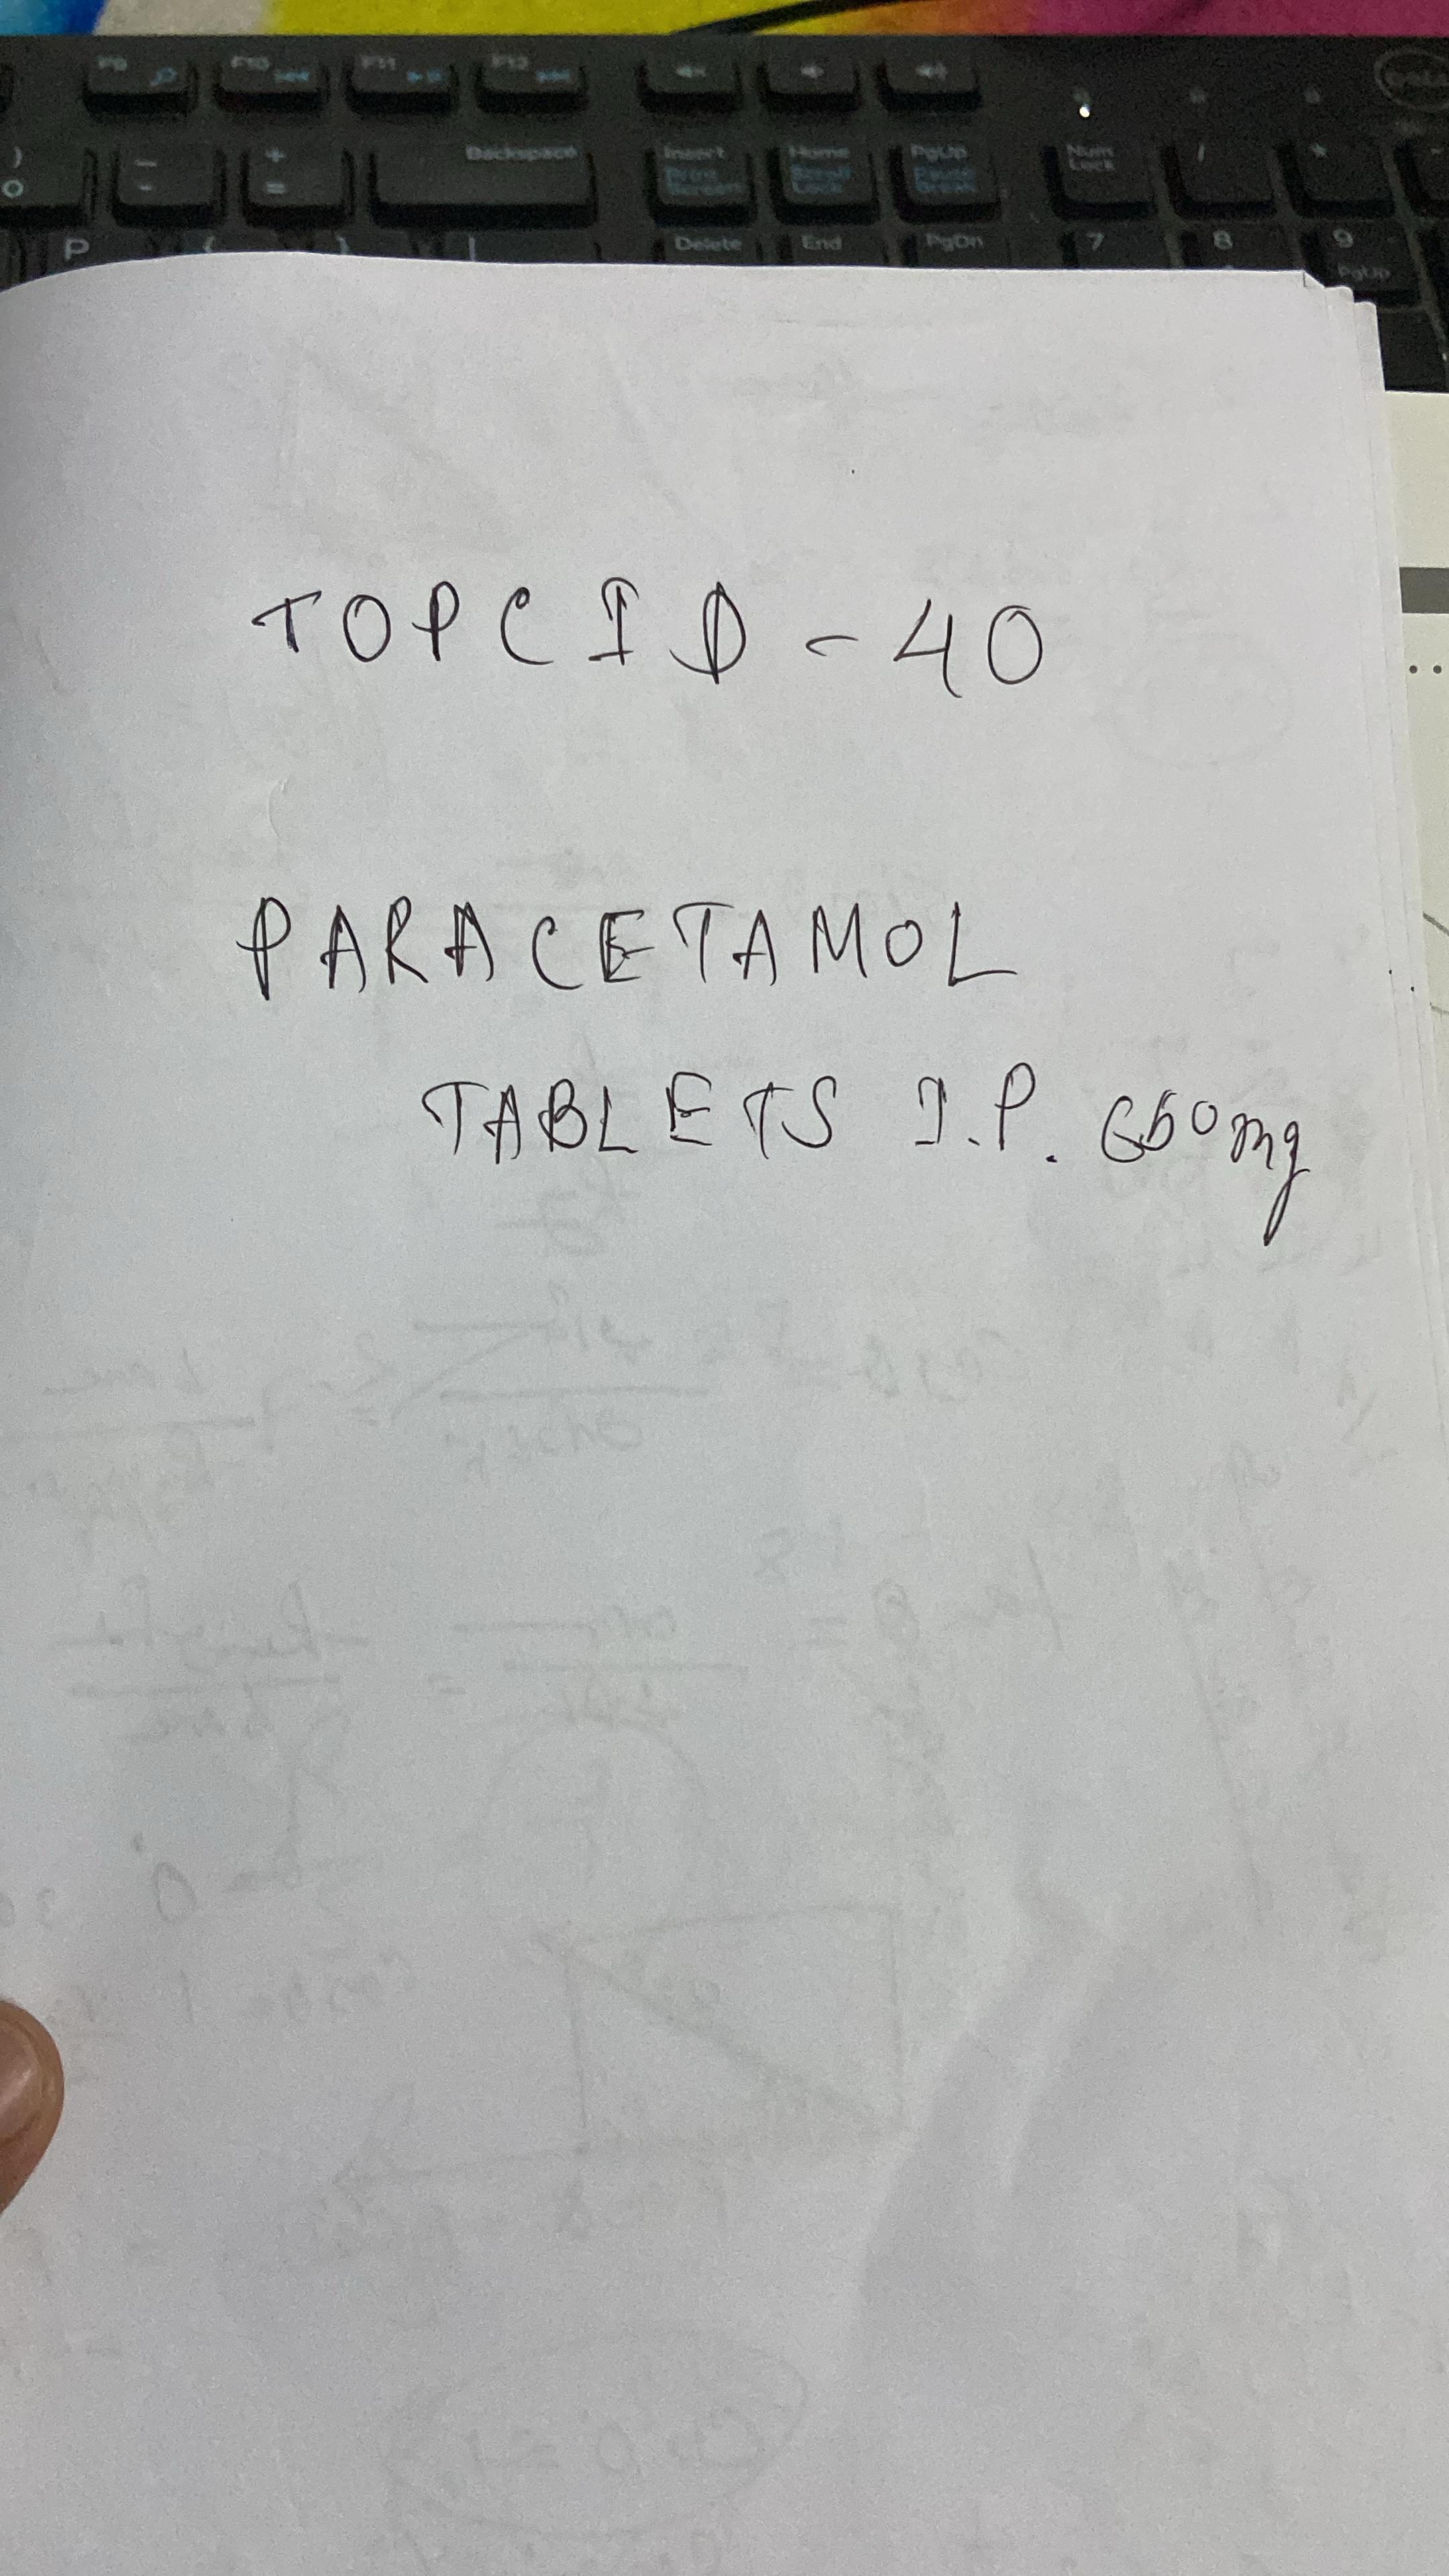 F9 F10 F11 F12
) 0 - + = Backspace Insert Print Screen Home Scroll Lock PgUp Pause Break Num Lock / *
P { } | Delete End PgDn 7 8 9 PgUp
TOPCID - 40
PARACETAMOL
TABLETS I.P. 650mg